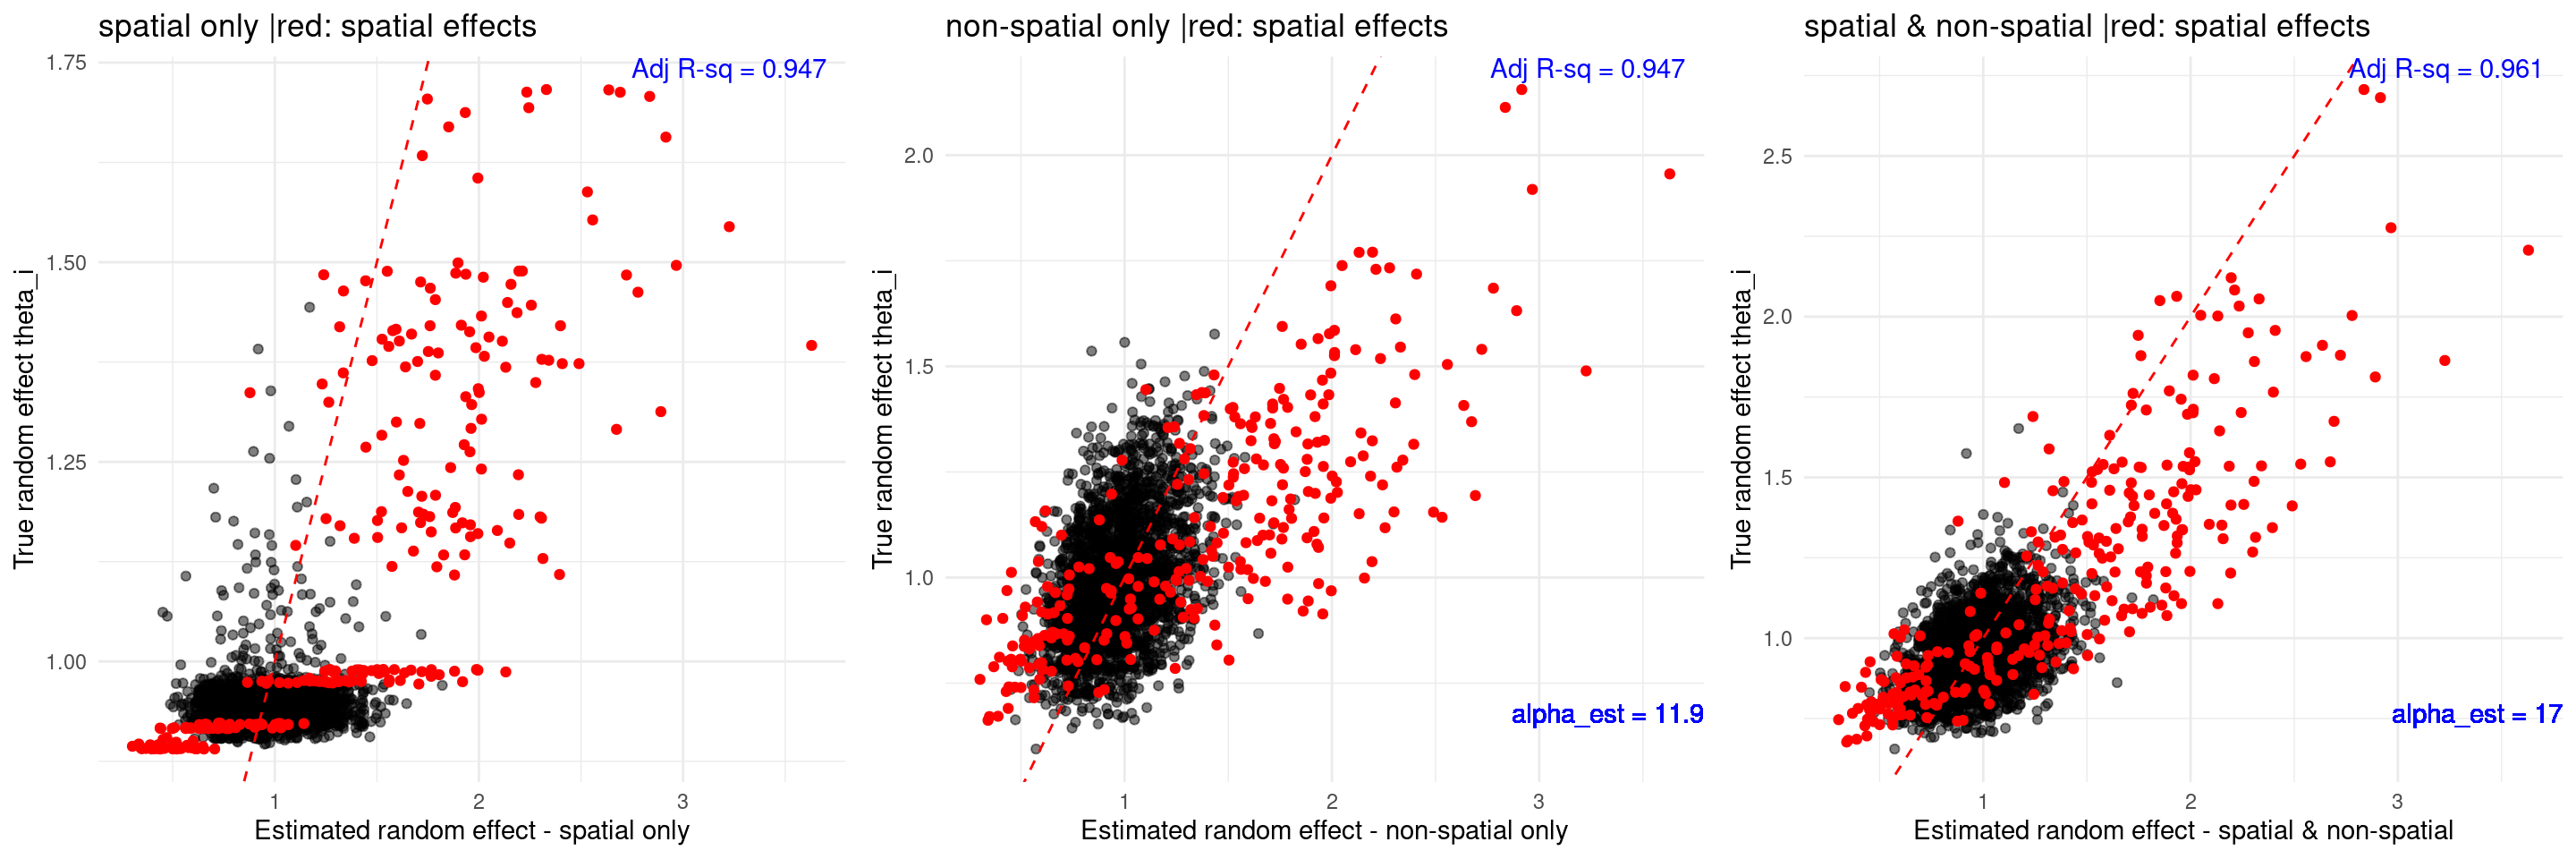 spatial only |red: spatial effects
Adj R-sq = 0.947
1.75
1.50
1.25
1.00
True random effect theta_i
1
2
3
Estimated random effect - spatial only
non-spatial only |red: spatial effects
Adj R-sq = 0.947
2.0
1.5
1.0
True random effect theta_i
alpha_est = 11.9
1
2
3
Estimated random effect - non-spatial only
spatial & non-spatial |red: spatial effects
Adj R-sq = 0.961
2.5
2.0
1.5
1.0
True random effect theta_i
alpha_est = 17
1
2
3
Estimated random effect - spatial & non-spatial